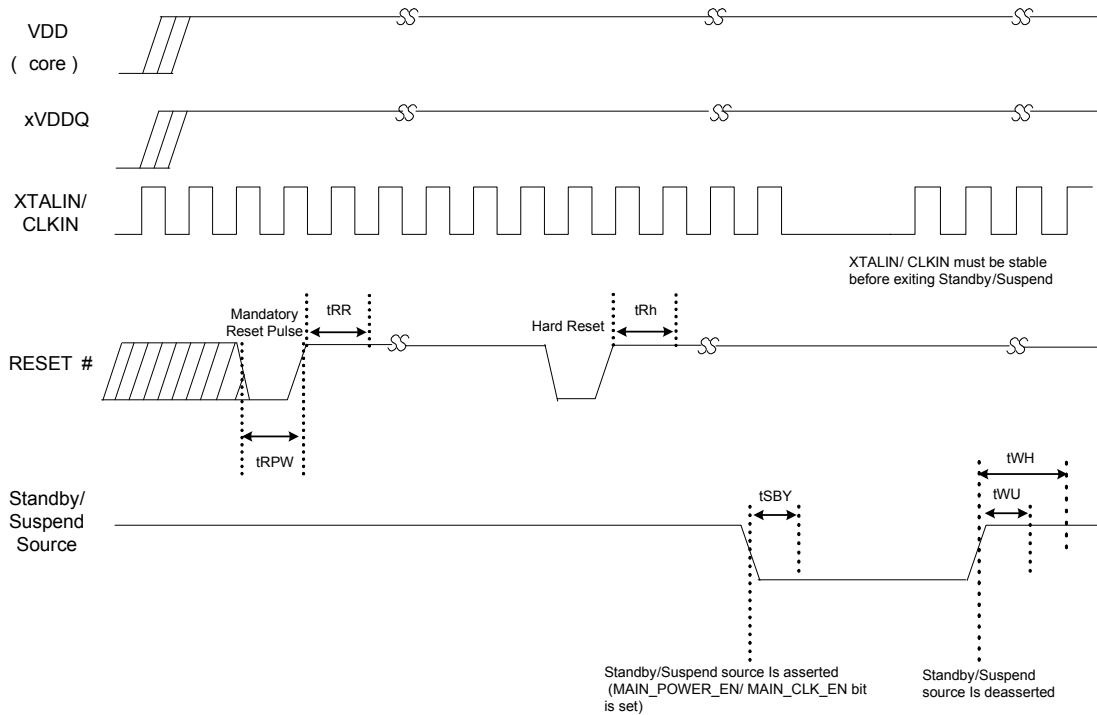 VDD
( core )
xVDDQ
XTALIN/
CLKIN
XTALIN/ CLKIN must be stable
before exiting Standby/Suspend
Mandatory
Reset Pulse
tRR
Hard Reset
tRh
RESET #
tRPW
tWH
tSBY
tWU
Standby/
Suspend
Source
Standby/Suspend source Is asserted
(MAIN_POWER_EN/ MAIN_CLK_EN bit
is set)
Standby/Suspend
source Is deasserted